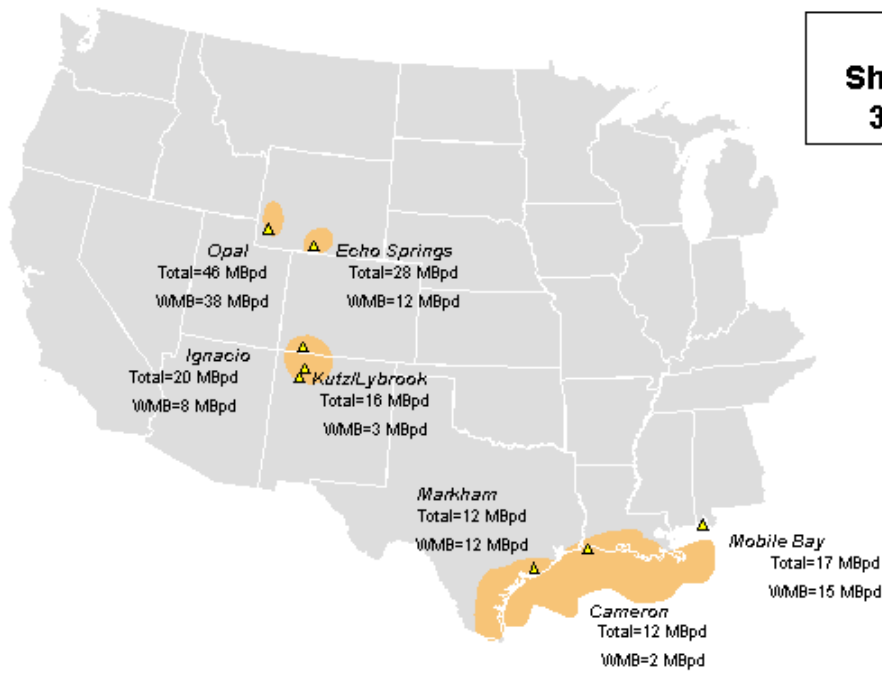 Sh
3
Opal
Total=46 MBpd
WMB=38 MBpd
Echo Springs
Total=28 MBpd
WMB=12 MBpd
Ignacio
Total=20 MBpd
WMB=8 MBpd
Kutz/Lybrook
Total=16 MBpd
WMB=3 MBpd
Markham
Total=12 MBpd
WMB=12 MBpd
Mobile Bay
Total=17 MBpd
WMB=15 MBpd
Cameron
Total=12 MBpd
WMB=2 MBpd